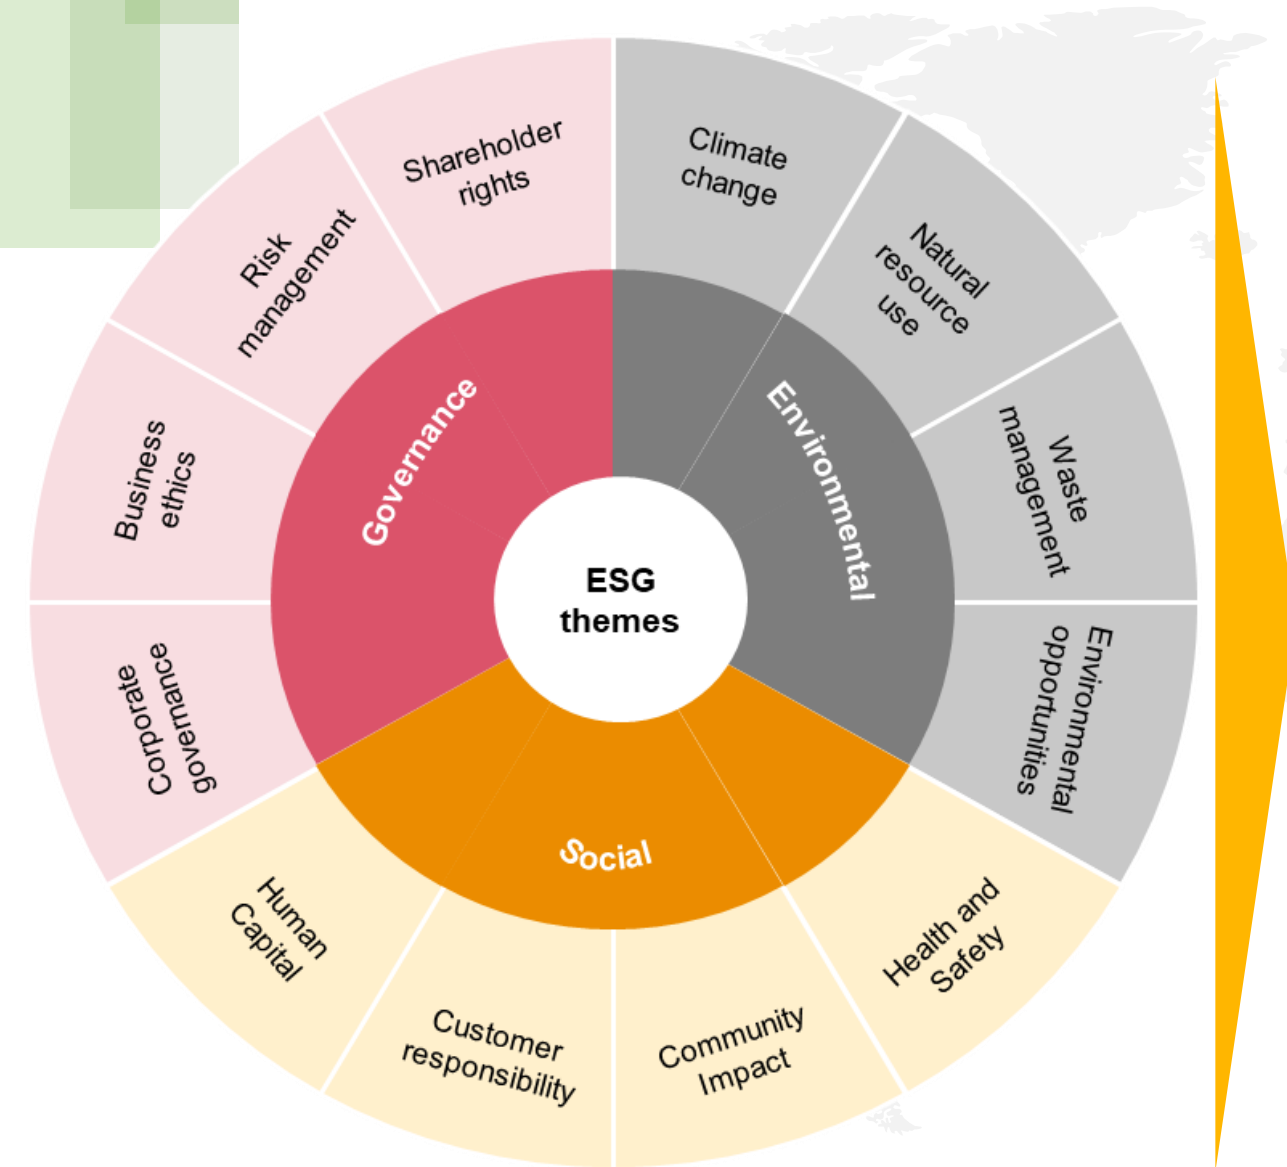 ESG
themes
Environmental
Climate
change
Natural
resource
use
Waste
management
Environmental
opportunities
Social
Health and
Safety
Community
Impact
Customer
responsibility
Human
Capital
Governance
Corporate
governance
Business
ethics
Risk
management
Shareholder
rights